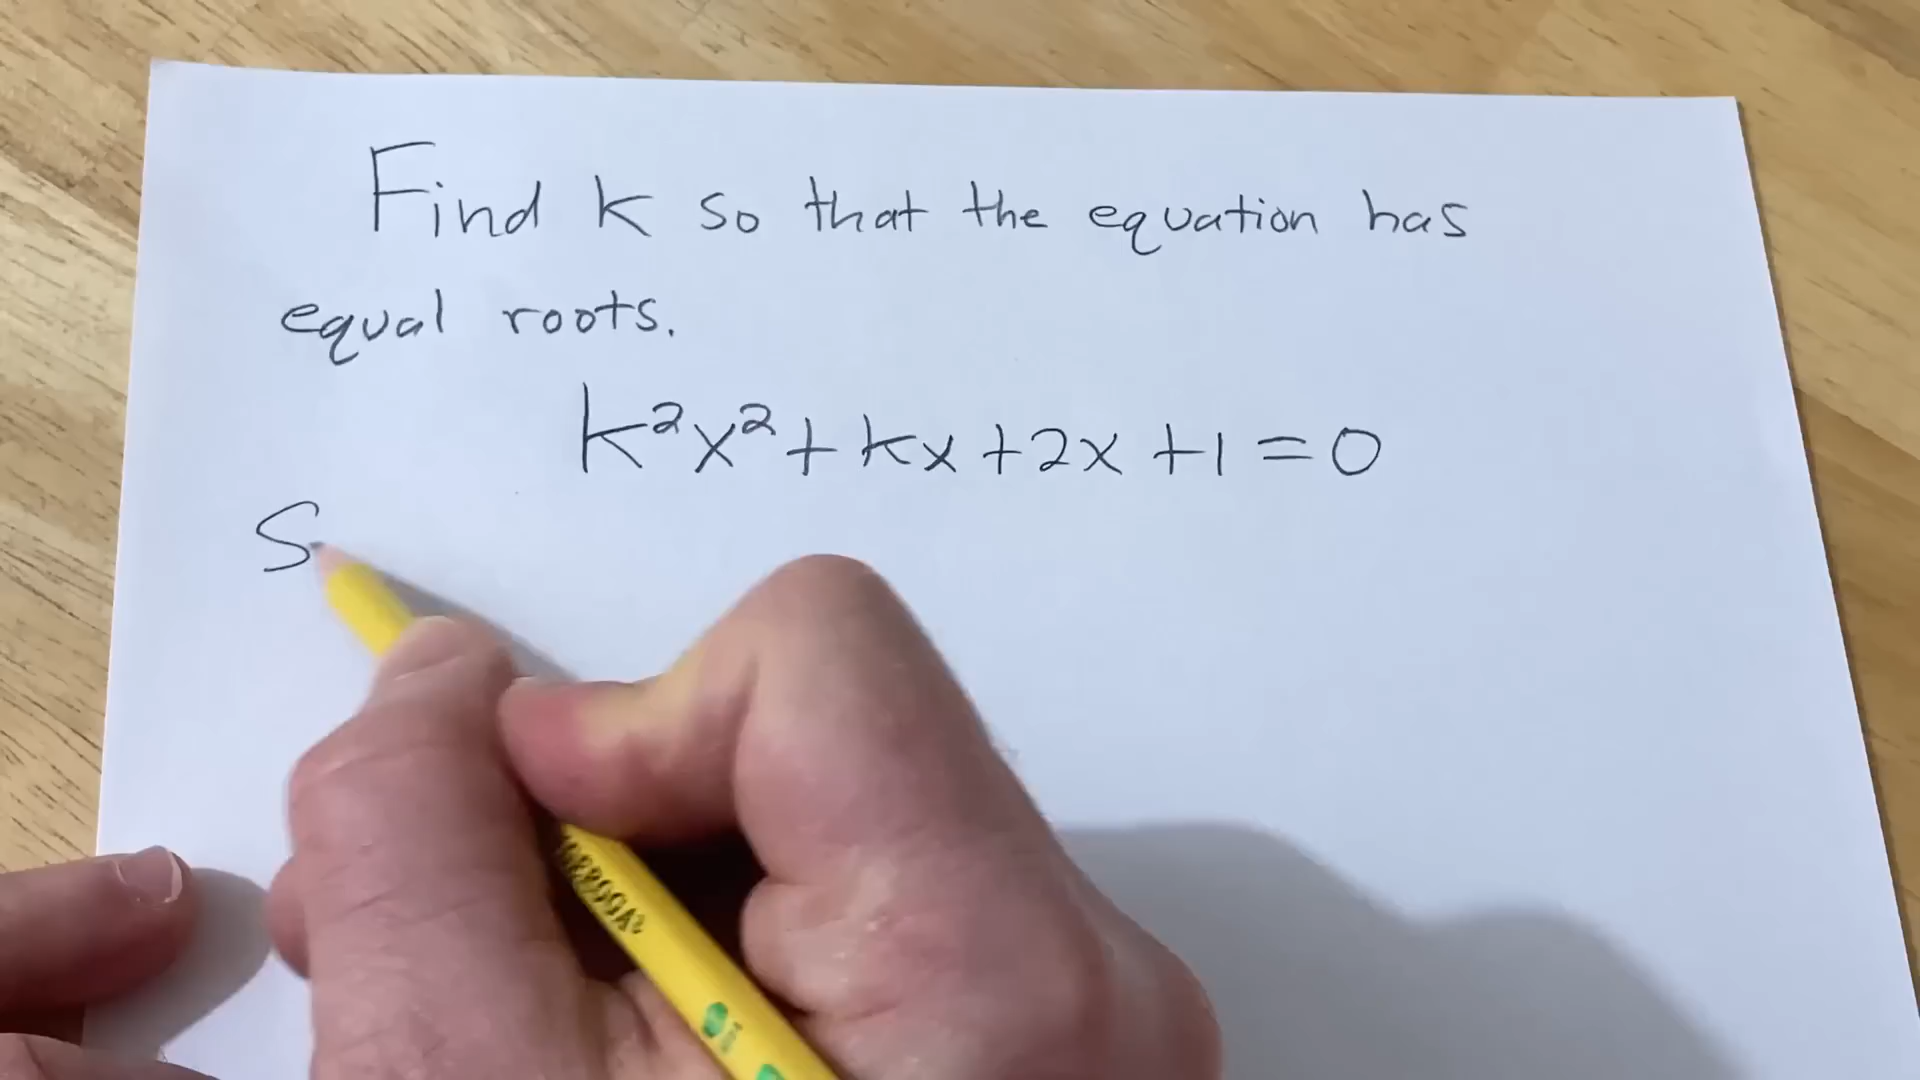 Find k so that the equation has
equal roots.
k²x² + kx + 2x + 1 = 0
S